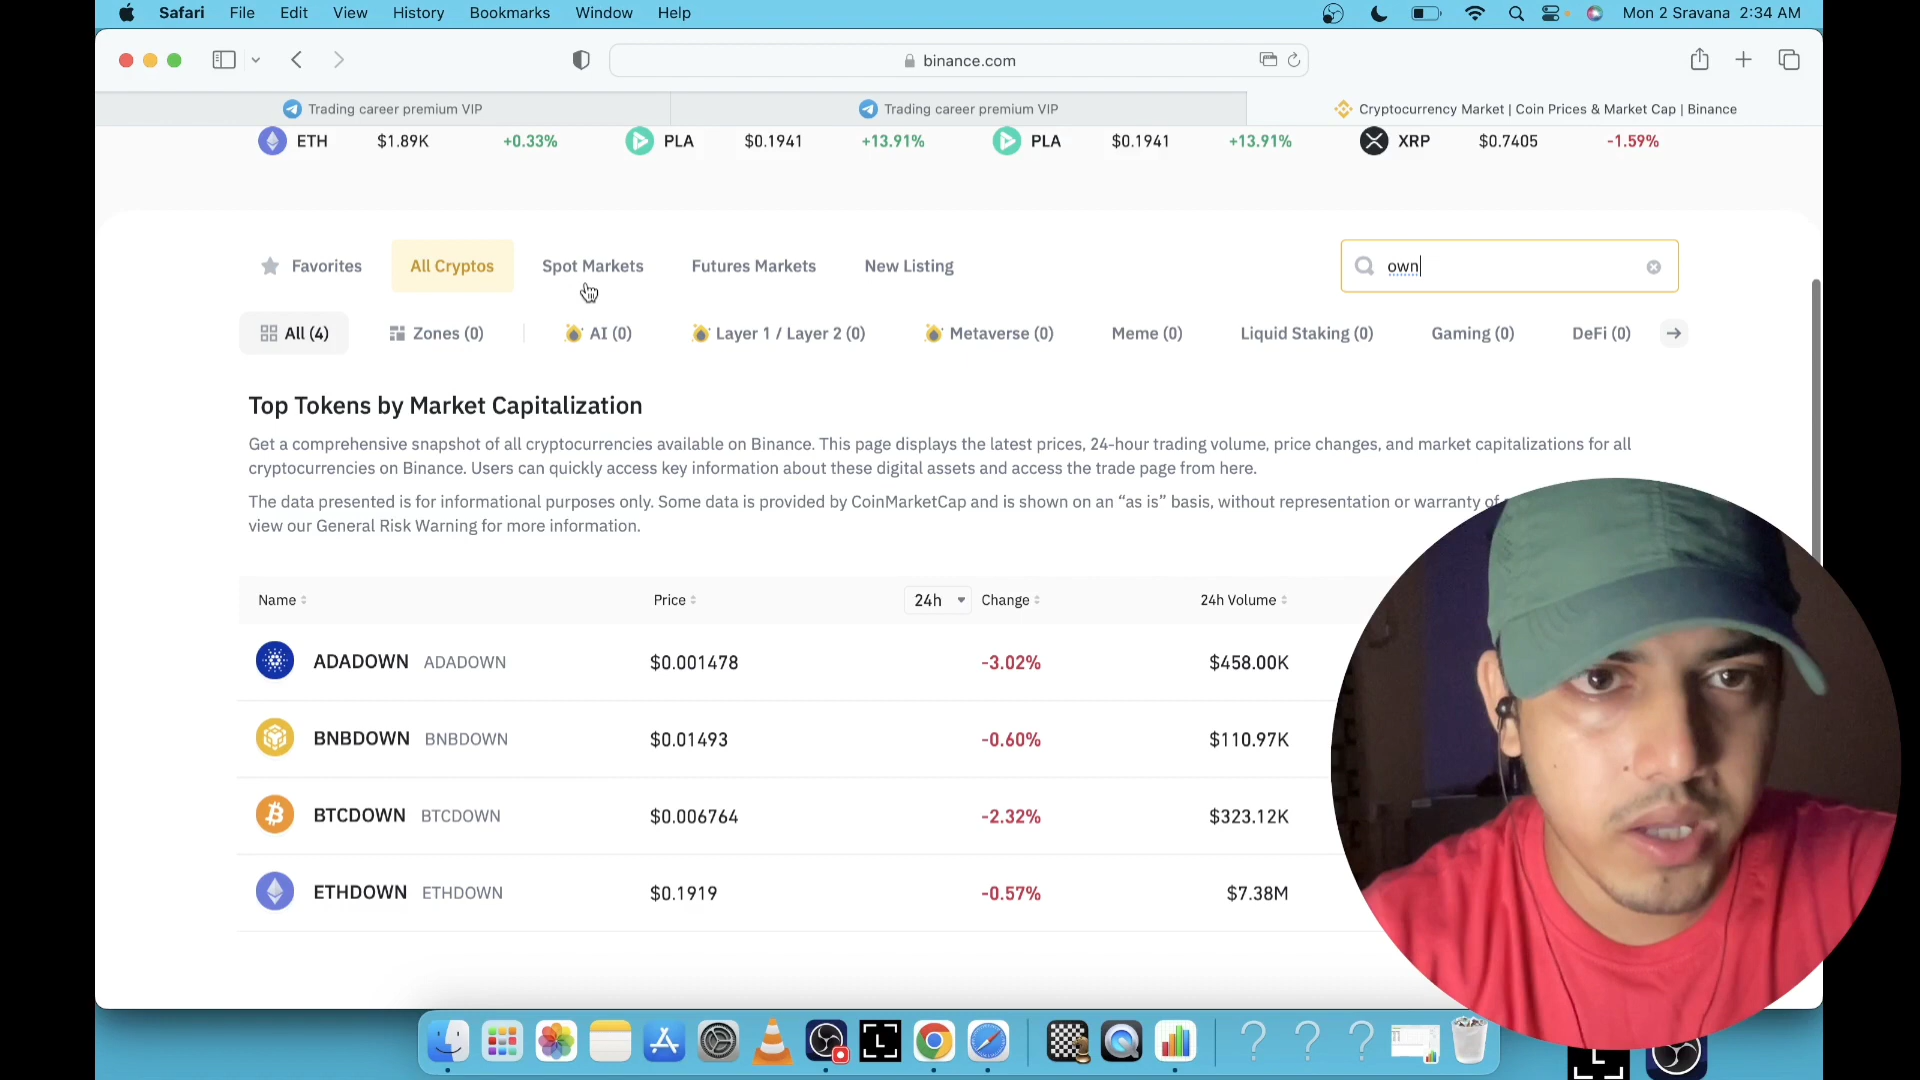 Safari File Edit View History Bookmarks Window Help Mon 2 Sravana 2:34 AM
binance.com
Trading career premium VIP Trading career premium VIP Cryptocurrency Market | Coin Prices & Market Cap | Binance
ETH $1.89K +0.33% PLA $0.1941 +13.91% PLA $0.1941 +13.91% XRP $0.7405 -1.59%
Favorites All Cryptos Spot Markets Futures Markets New Listing own
All (4) Zones (0) AI (0) Layer 1 / Layer 2 (0) Metaverse (0) Meme (0) Liquid Staking (0) Gaming (0) DeFi (0)
Top Tokens by Market Capitalization
Get a comprehensive snapshot of all cryptocurrencies available on Binance. This page displays the latest prices, 24-hour trading volume, price changes, and market capitalizations for all
cryptocurrencies on Binance. Users can quickly access key information about these digital assets and access the trade page from here.
The data presented is for informational purposes only. Some data is provided by CoinMarketCap and is shown on an “as is” basis, without representation or warranty of
view our General Risk Warning for more information.
Name Price 24h Change 24h Volume
ADADOWN ADADOWN $0.001478 -3.02% $458.00K
BNBDOWN BNBDOWN $0.01493 -0.60% $110.97K
BTCDOWN BTCDOWN $0.006764 -2.32% $323.12K
ETHDOWN ETHDOWN $0.1919 -0.57% $7.38M